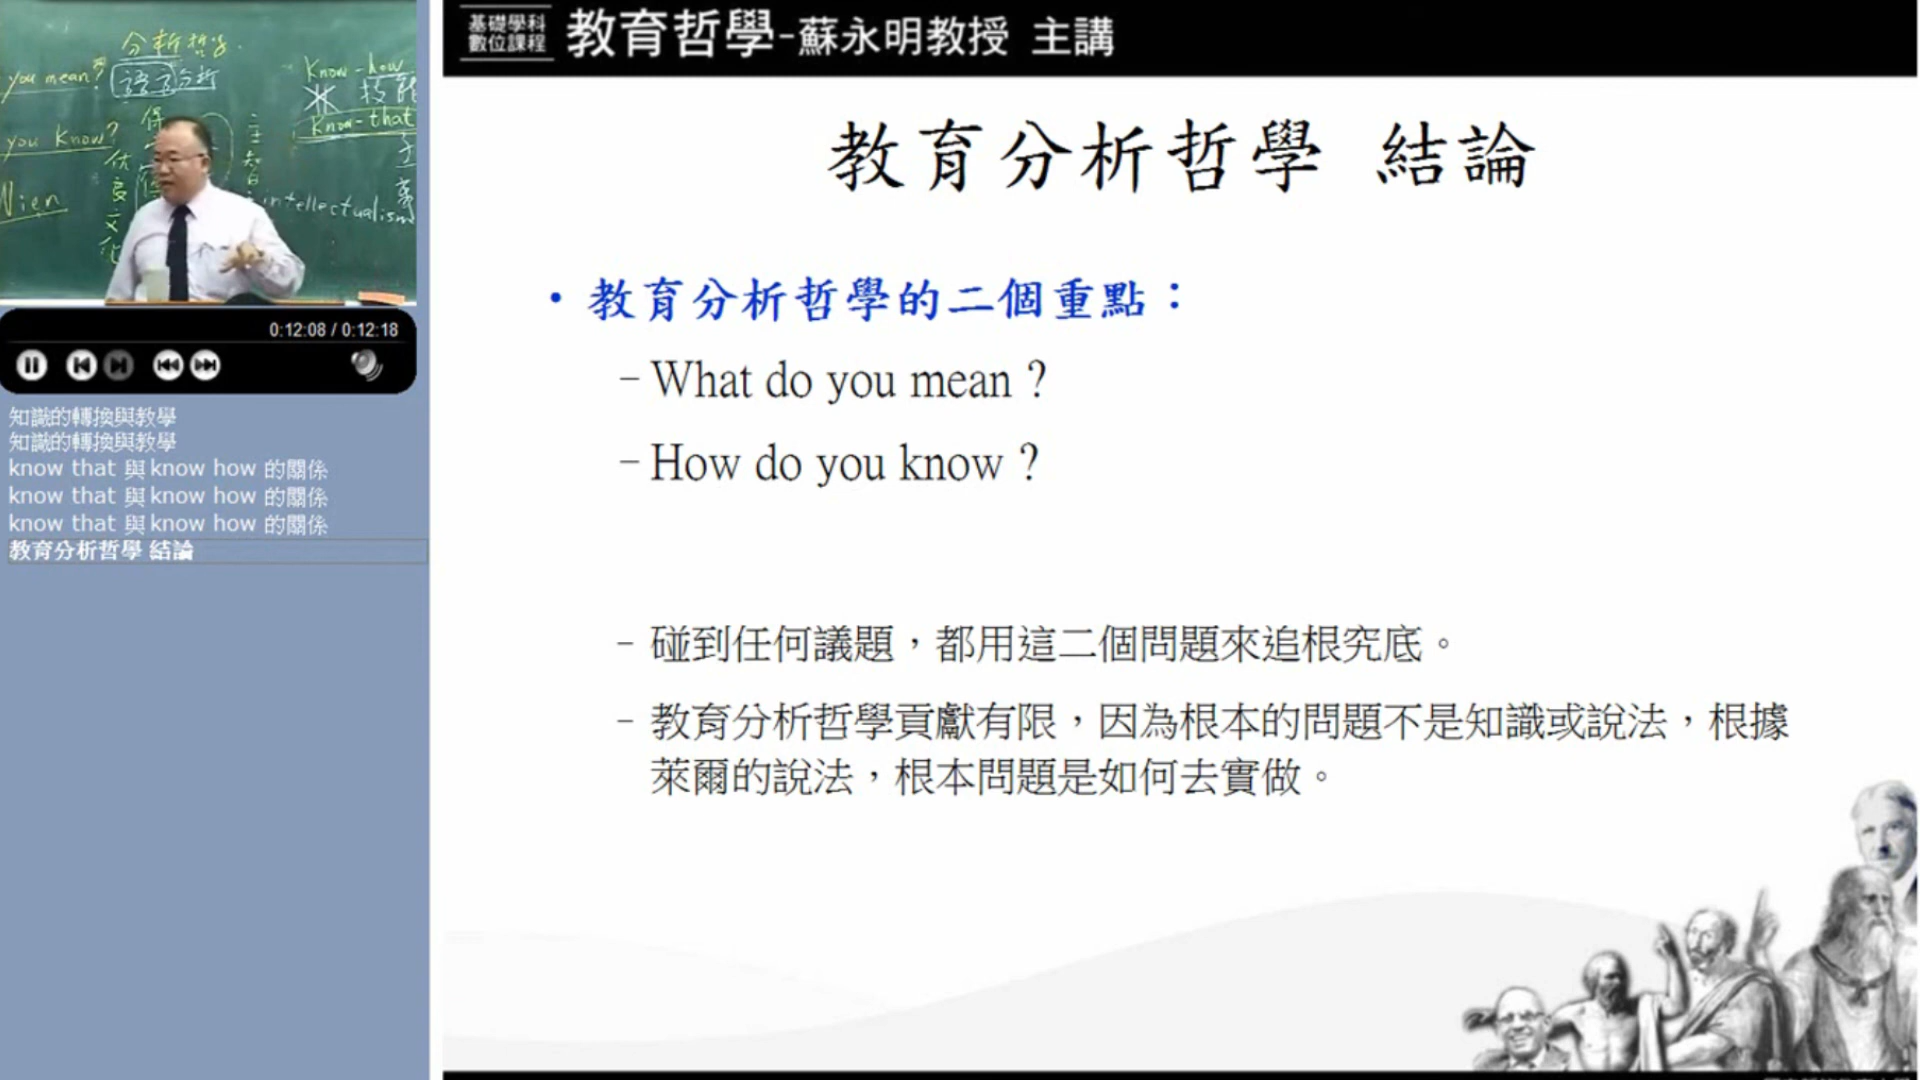 分析哲學
you mean?
語言分析
Know-how
技能
you know?
Know-that
主
知
intellectualism
Wien
0:12:08 / 0:12:18
知識的轉換與教學
知識的轉換與教學
know that 與 know how 的關係
know that 與 know how 的關係
know that 與 know how 的關係
教育分析哲學 結論
基礎學科
數位課程
教育哲學-蘇永明教授 主講
教育分析哲學 結論
• 教育分析哲學的二個重點：
– What do you mean ?
– How do you know ?
– 碰到任何議題，都用這二個問題來追根究底。
– 教育分析哲學貢獻有限，因為根本的問題不是知識或說法，根據
萊爾的說法，根本問題是如何去實做。